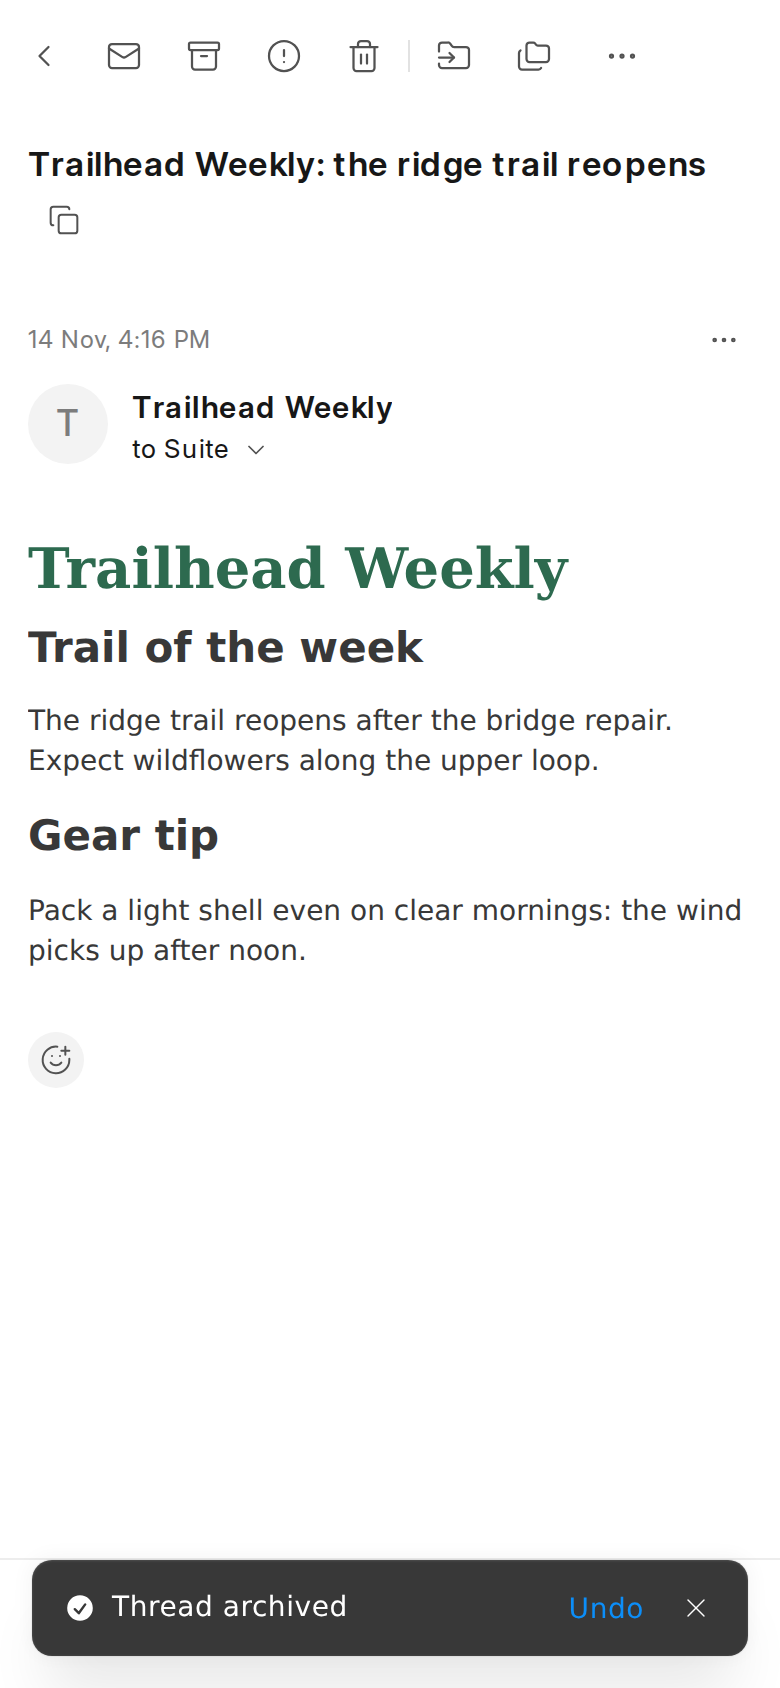 Trailhead Weekly: the ridge trail reopens
14 Nov, 4:16 PM
T
Trailhead Weekly
to Suite
Trailhead Weekly
Trail of the week
The ridge trail reopens after the bridge repair.
Expect wildflowers along the upper loop.
Gear tip
Pack a light shell even on clear mornings: the wind
picks up after noon.
Thread archived
Undo